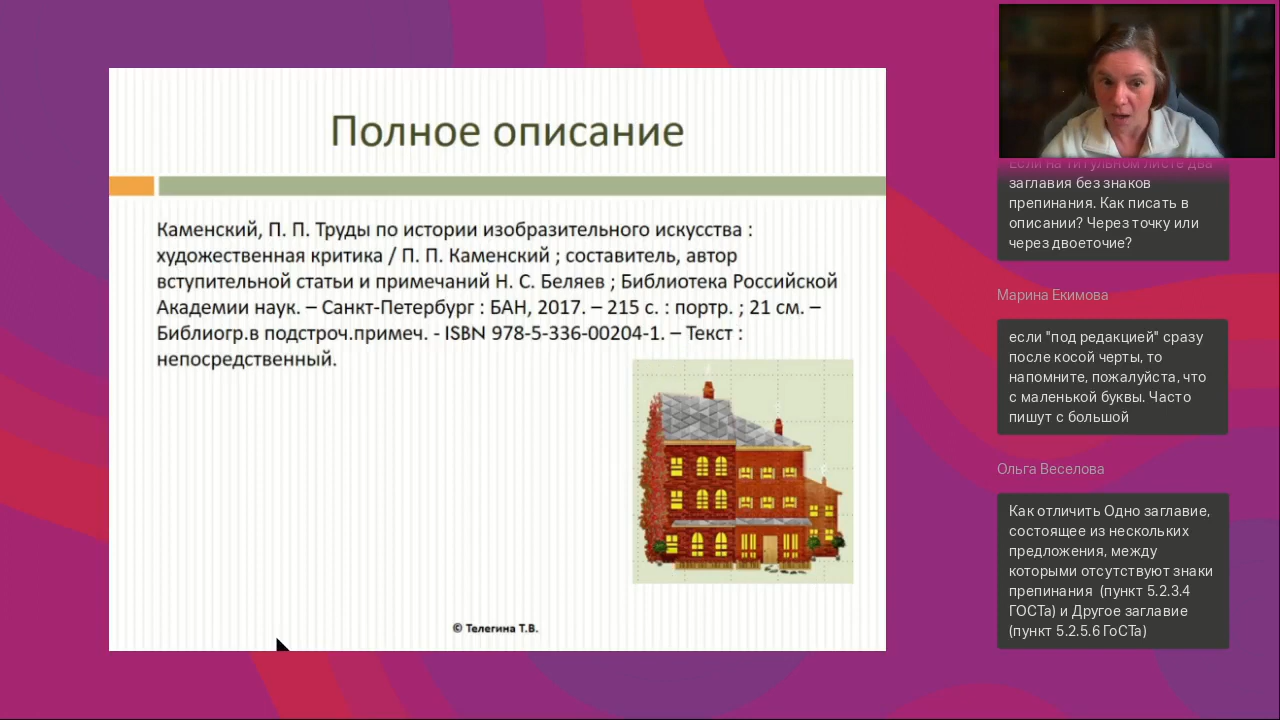 Полное описание
Каменский, П. П. Труды по истории изобразительного искусства :
художественная критика / П. П. Каменский ; составитель, автор
вступительной статьи и примечаний Н. С. Беляев ; Библиотека Российской
Академии наук. – Санкт-Петербург : БАН, 2017. – 215 с. : портр. ; 21 см. –
Библиогр.в подстроч.примеч. - ISBN 978-5-336-00204-1. – Текст :
непосредственный.
© Телегина Т.В.
Если на титульном листе два
заглавия без знаков
препинания. Как писать в
описании? Через точку или
через двоеточие?
Марина Екимова
если "под редакцией" сразу
после косой черты, то
напомните, пожалуйста, что
с маленькой буквы. Часто
пишут с большой
Ольга Веселова
Как отличить Одно заглавие,
состоящее из нескольких
предложения, между
которыми отсутствуют знаки
препинания (пункт 5.2.3.4
ГОСТа) и Другое заглавие
(пункт 5.2.5.6 ГоСТа)